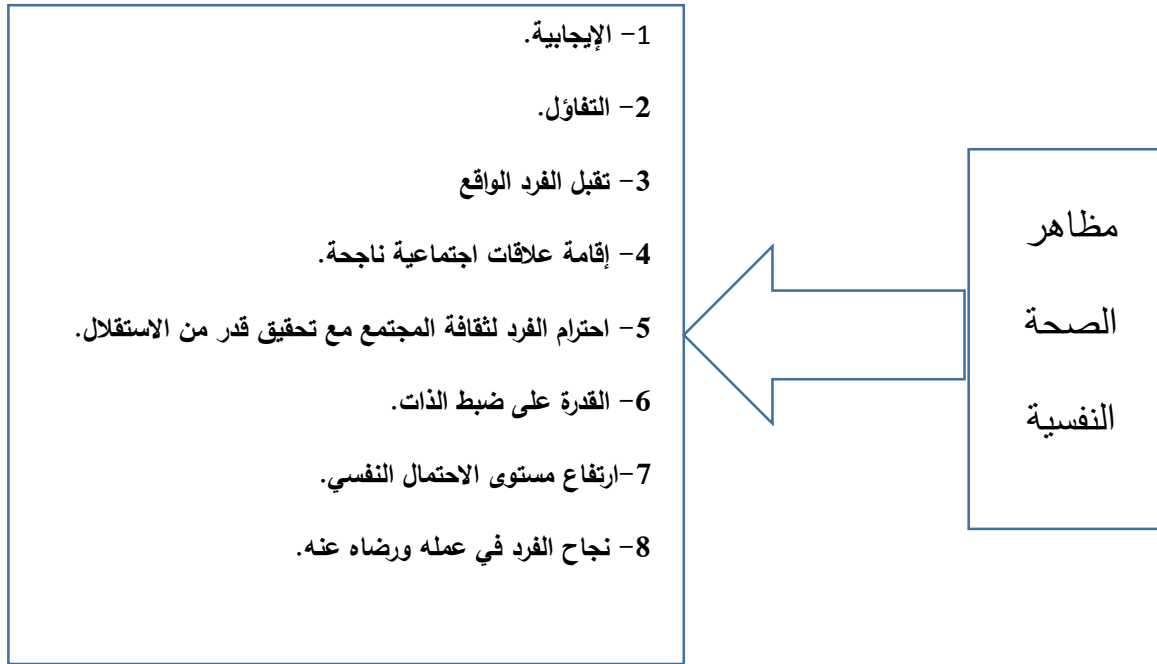 مظاهر
الصحة
النفسية
1- الإيجابية.
2- التفاؤل.
3- تقبل الفرد الواقع
4- إقامة علاقات اجتماعية ناجحة.
5- احترام الفرد لثقافة المجتمع مع تحقيق قدر من الاستقلال.
6- القدرة على ضبط الذات.
7-ارتفاع مستوى الاحتمال النفسي.
8- نجاح الفرد في عمله ورضاه عنه.